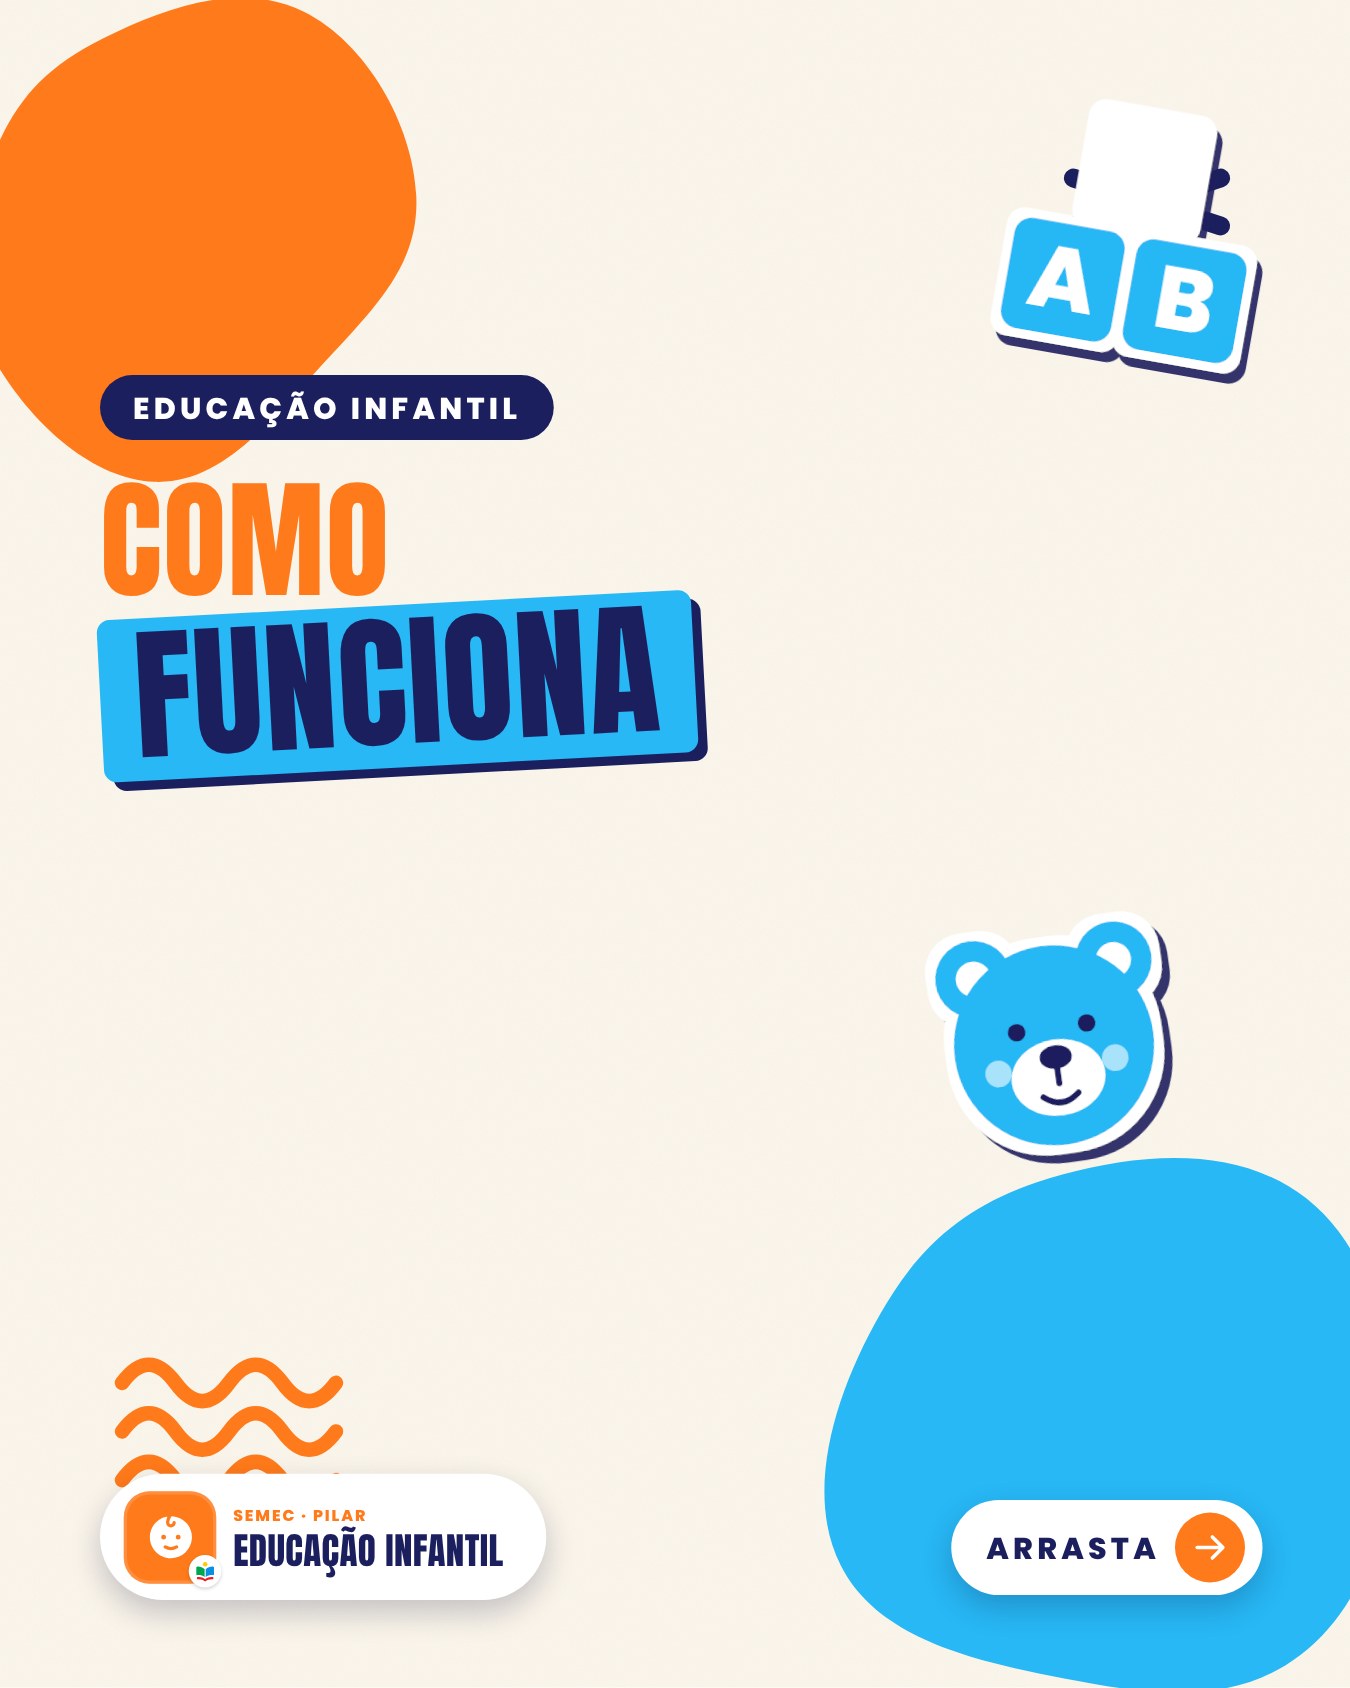 A B
EDUCAÇÃO INFANTIL
COMO
FUNCIONA
SEMEC · PILAR
EDUCAÇÃO INFANTIL
ARRASTA